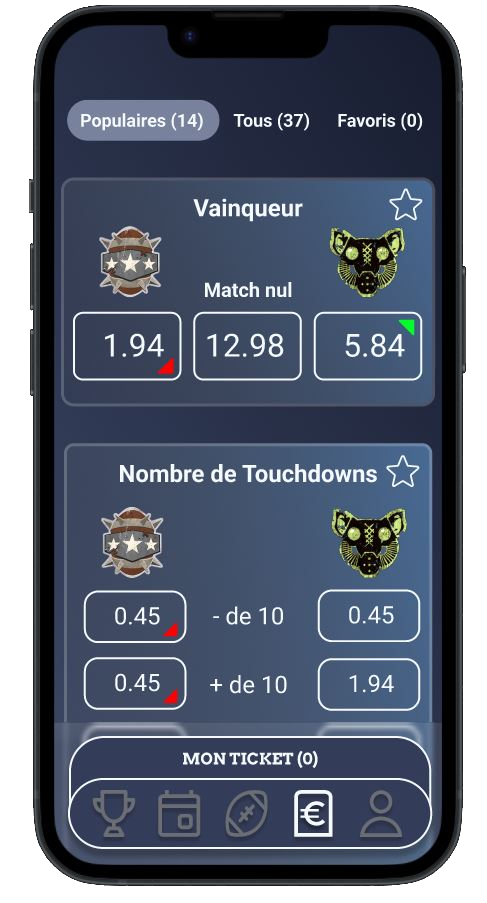 Populaires (14) Tous (37) Favoris (0)
Vainqueur
Match nul
1.94 12.98 5.84
Nombre de Touchdowns
0.45 - de 10 0.45
0.45 + de 10 1.94
MON TICKET (0)
€